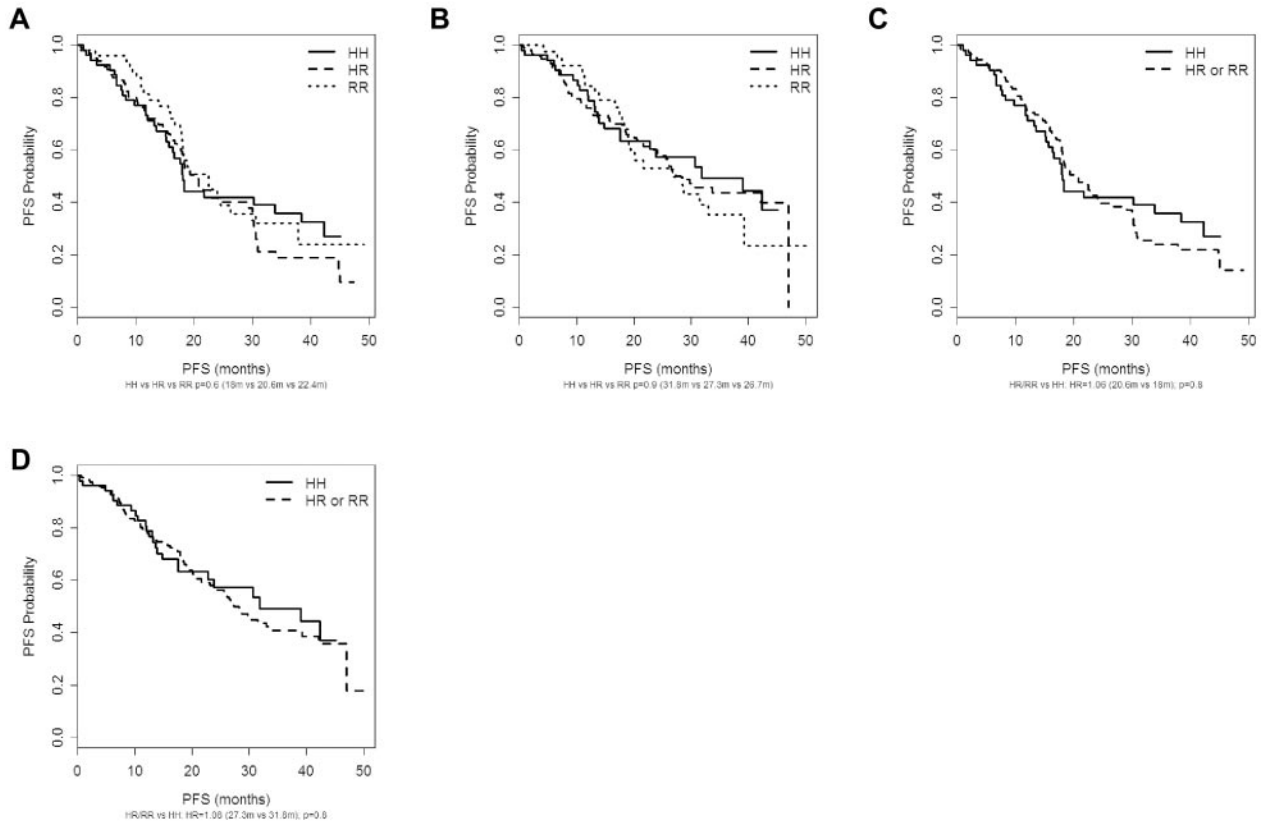 A
PFS Probability
1.0
0.8
0.6
0.4
0.2
0.0
HH
HR
RR
0 10 20 30 40 50
PFS (months)
HH vs HR vs RR p=0.6 (18m vs 20.6m vs 22.4m)
B
PFS Probability
1.0
0.8
0.6
0.4
0.2
0.0
HH
HR
RR
0 10 20 30 40 50
PFS (months)
HH vs HR vs RR p=0.9 (31.8m vs 27.3m vs 26.7m)
C
PFS Probability
1.0
0.8
0.6
0.4
0.2
0.0
HH
HR or RR
0 10 20 30 40 50
PFS (months)
HR/RR vs HH: HR=1.06 (20.6m vs 18m); p=0.8
D
PFS Probability
1.0
0.8
0.6
0.4
0.2
0.0
HH
HR or RR
0 10 20 30 40 50
PFS (months)
HR/RR vs HH: HR=1.06 (27.3m vs 31.8m); p=0.8